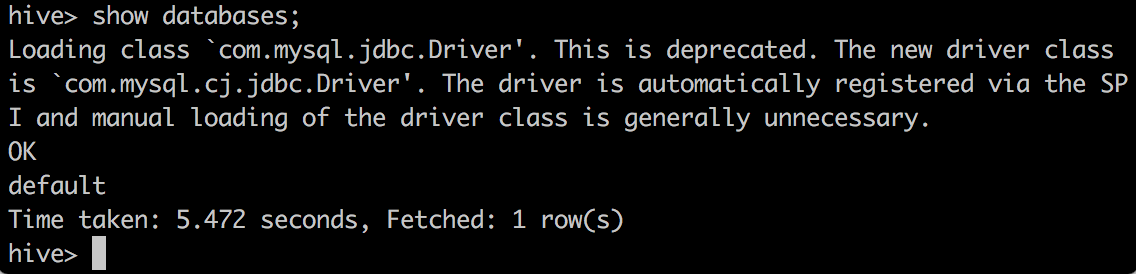 hive> show databases;
Loading class `com.mysql.jdbc.Driver'. This is deprecated. The new driver class
is `com.mysql.cj.jdbc.Driver'. The driver is automatically registered via the SP
I and manual loading of the driver class is generally unnecessary.
OK
default
Time taken: 5.472 seconds, Fetched: 1 row(s)
hive>